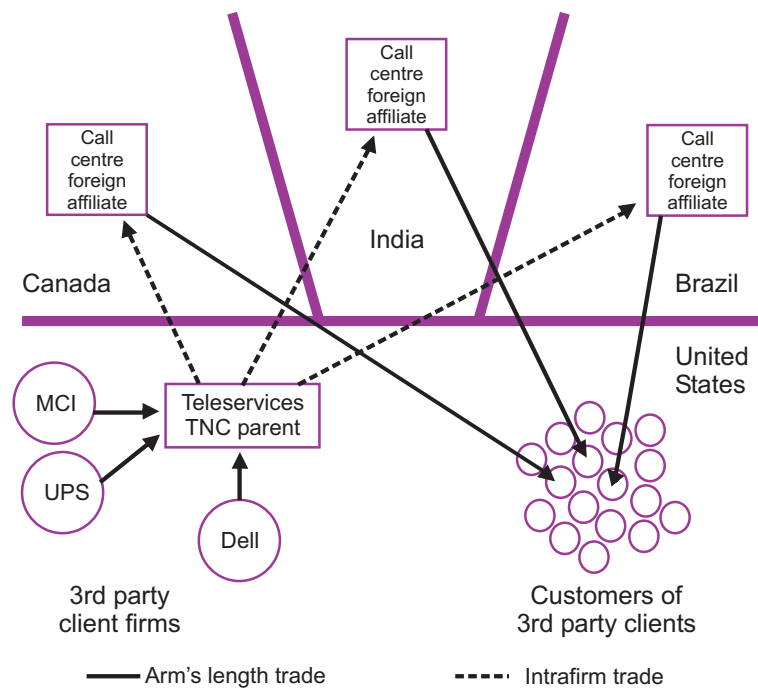 Call
centre
foreign
affiliate
Call
centre
foreign
affiliate
Call
centre
foreign
affiliate
India
Canada
Brazil
United
States
MCI
Teleservices
TNC parent
UPS
Dell
3rd party
client firms
Customers of
3rd party clients
Arm's length trade
Intrafirm trade